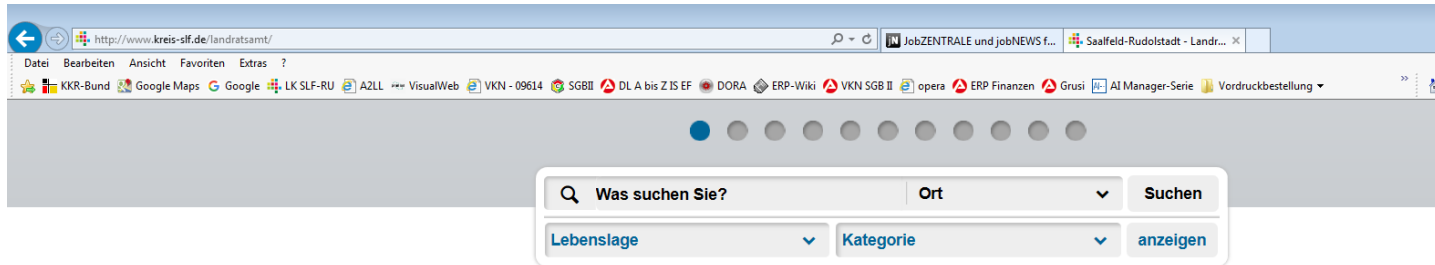 http://www.kreis-slf.de/landratsamt/
JobZENTRALE und jobNEWS f...
Saalfeld-Rudolstadt - Landr...
Datei Bearbeiten Ansicht Favoriten Extras ?
KKR-Bund Google Maps Google LK SLF-RU A2LL VisualWeb VKN - 09614 SGBII DL A bis Z IS EF DORA ERP-Wiki VKN SGB II opera ERP Finanzen Grusi AI Manager-Serie Vordruckbestellung
Was suchen Sie? Ort Suchen
Lebenslage Kategorie anzeigen